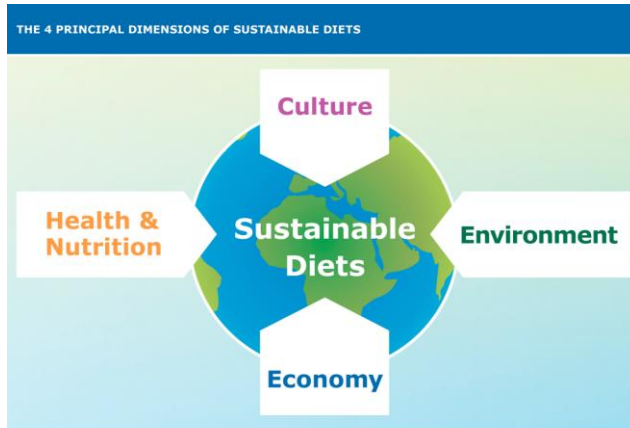 THE 4 PRINCIPAL DIMENSIONS OF SUSTAINABLE DIETS
Culture
Health &
Nutrition
Sustainable
Diets
Environment
Economy